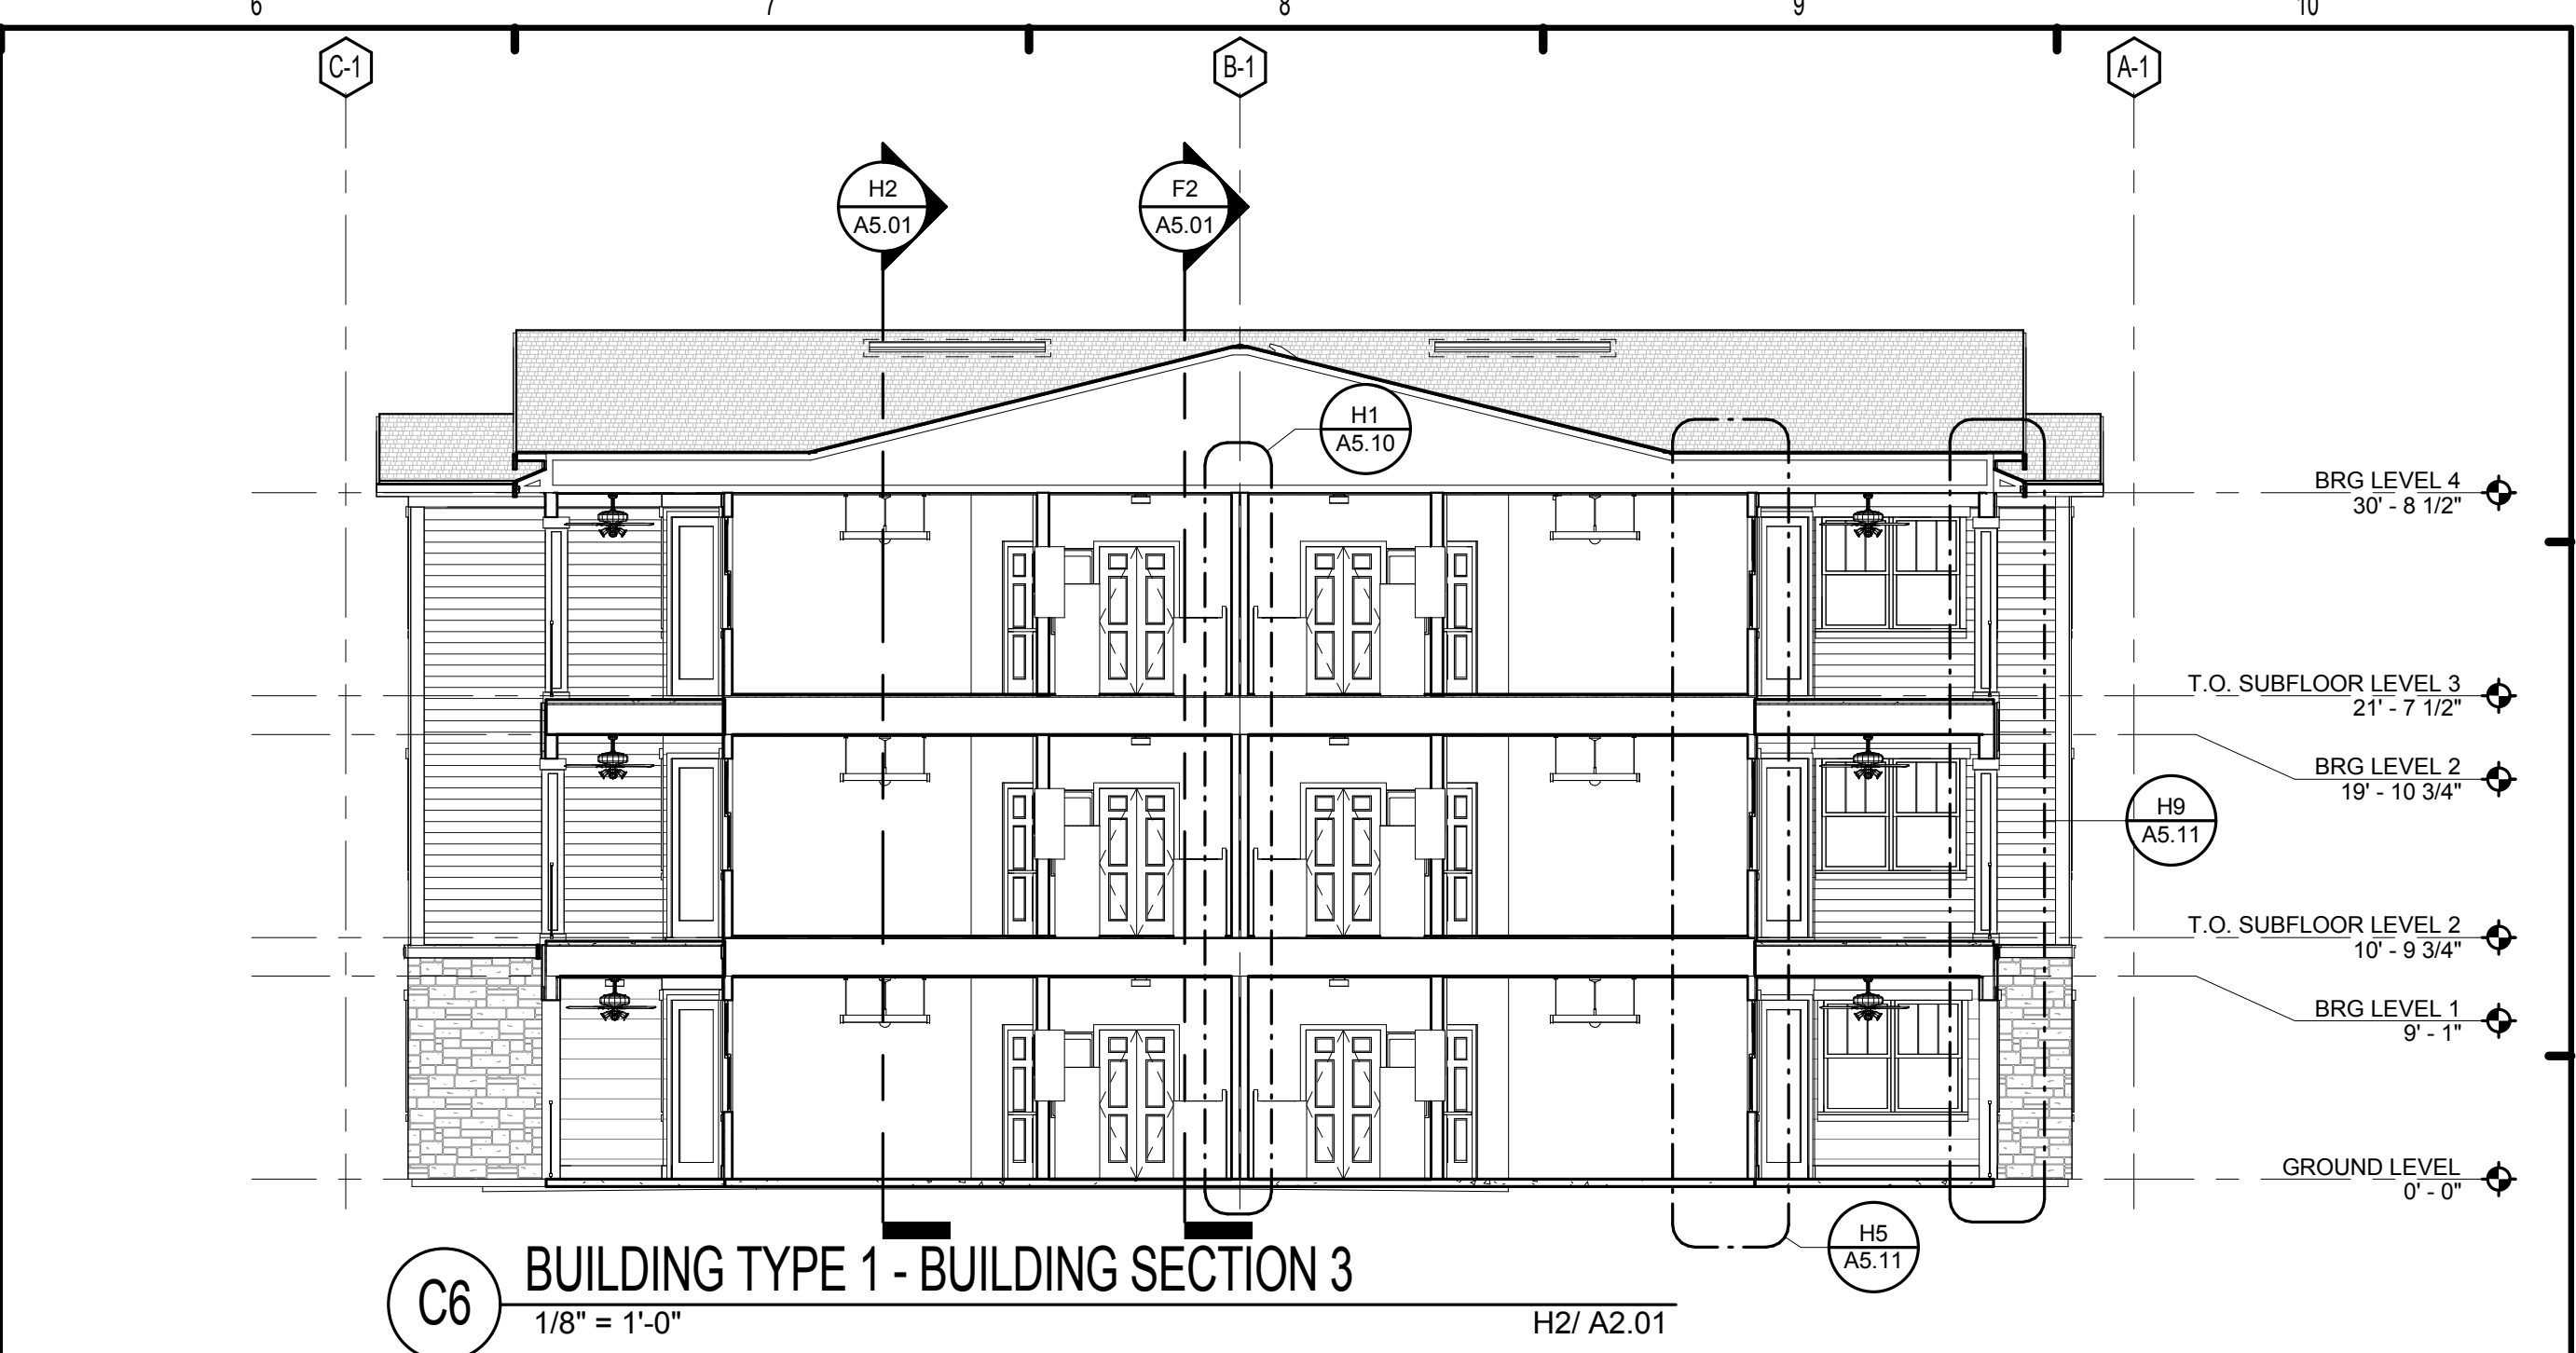 6 7 8 9 10
C-1 B-1 A-1
H2
A5.01
F2
A5.01
H1
A5.10
BRG LEVEL 4
30' - 8 1/2"
T.O. SUBFLOOR LEVEL 3
21' - 7 1/2"
BRG LEVEL 2
19' - 10 3/4"
H9
A5.11
T.O. SUBFLOOR LEVEL 2
10' - 9 3/4"
BRG LEVEL 1
9' - 1"
GROUND LEVEL
0' - 0"
H5
A5.11
C6
BUILDING TYPE 1 - BUILDING SECTION 3
1/8" = 1'-0"
H2/ A2.01